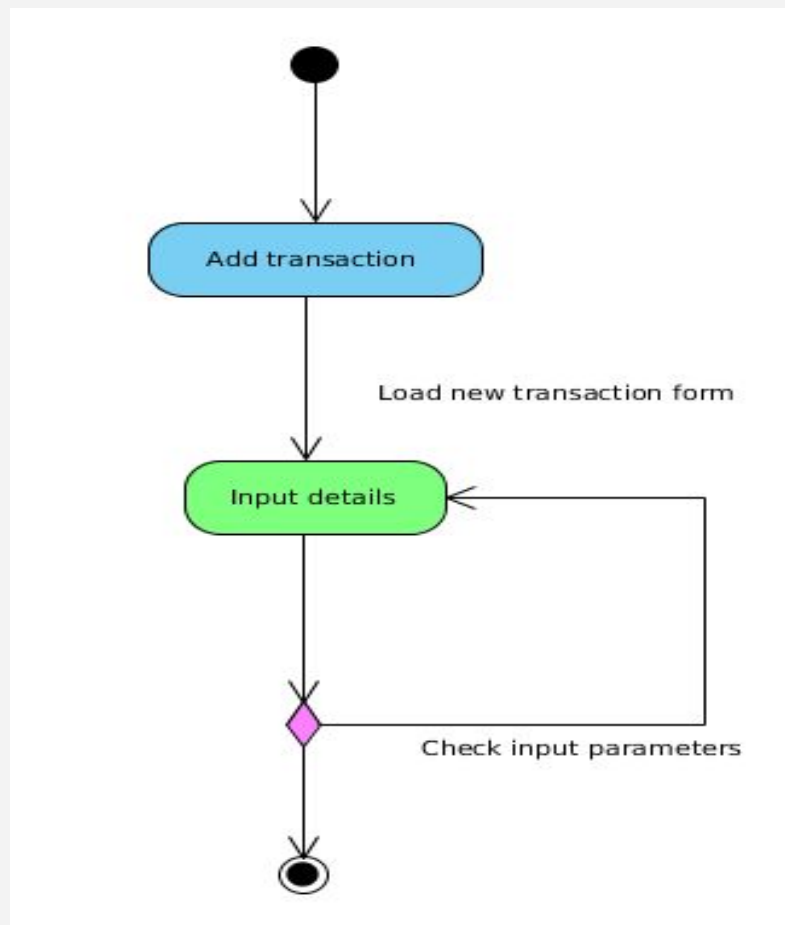 Add transaction
Load new transaction form
Input details
Check input parameters